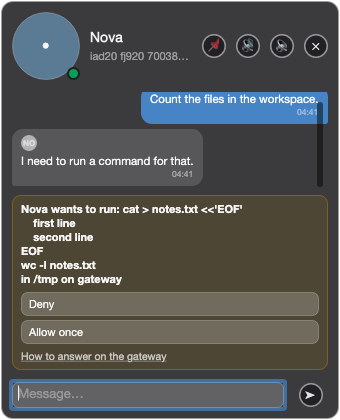 Nova
iad20 fj920 70038...
Count the files in the workspace.
04:41
NO
I need to run a command for that.
04:41
Nova wants to run: cat > notes.txt <<'EOF'
first line
second line
EOF
wc -l notes.txt
in /tmp on gateway
Deny
Allow once
How to answer on the gateway
Message...